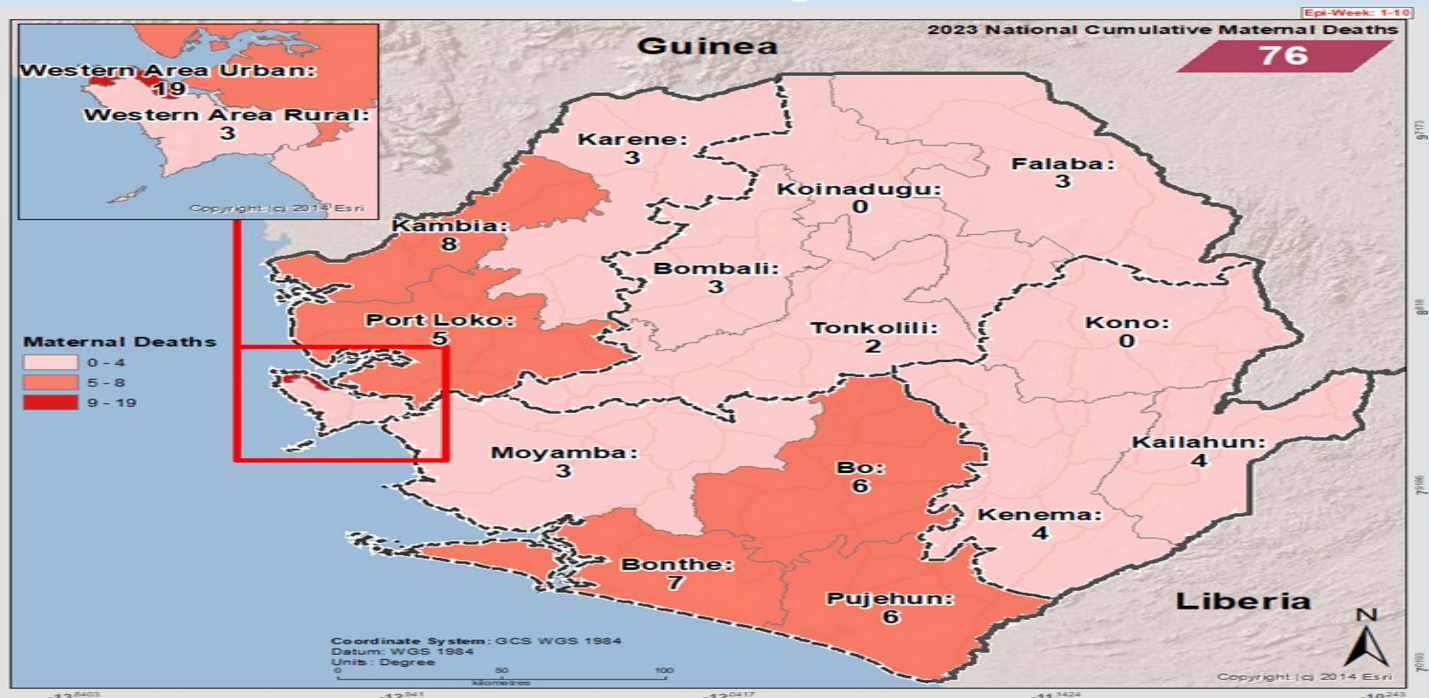 Epi-Week: 1-10
2023 National Cumulative Maternal Deaths
76
Guinea
Western Area Urban:
19
Western Area Rural:
3
Copyright:(c) 2014 Esri
Karene:
3
Falaba:
3
Koinadugu:
0
Kambia:
8
Bombali:
3
Port Loko:
5
Tonkolili:
2
Kono:
0
Maternal Deaths
0 - 4
5 - 8
9 - 19
Moyamba:
3
Bo:
6
Kailahun:
4
Kenema:
4
Bonthe:
7
Pujehun:
6
Liberia
N
Coordinate System: GCS WGS 1984
Datum: WGS 1984
Units: Degree
0 50 100
kilometres
Copyright:(c) 2014 Esri